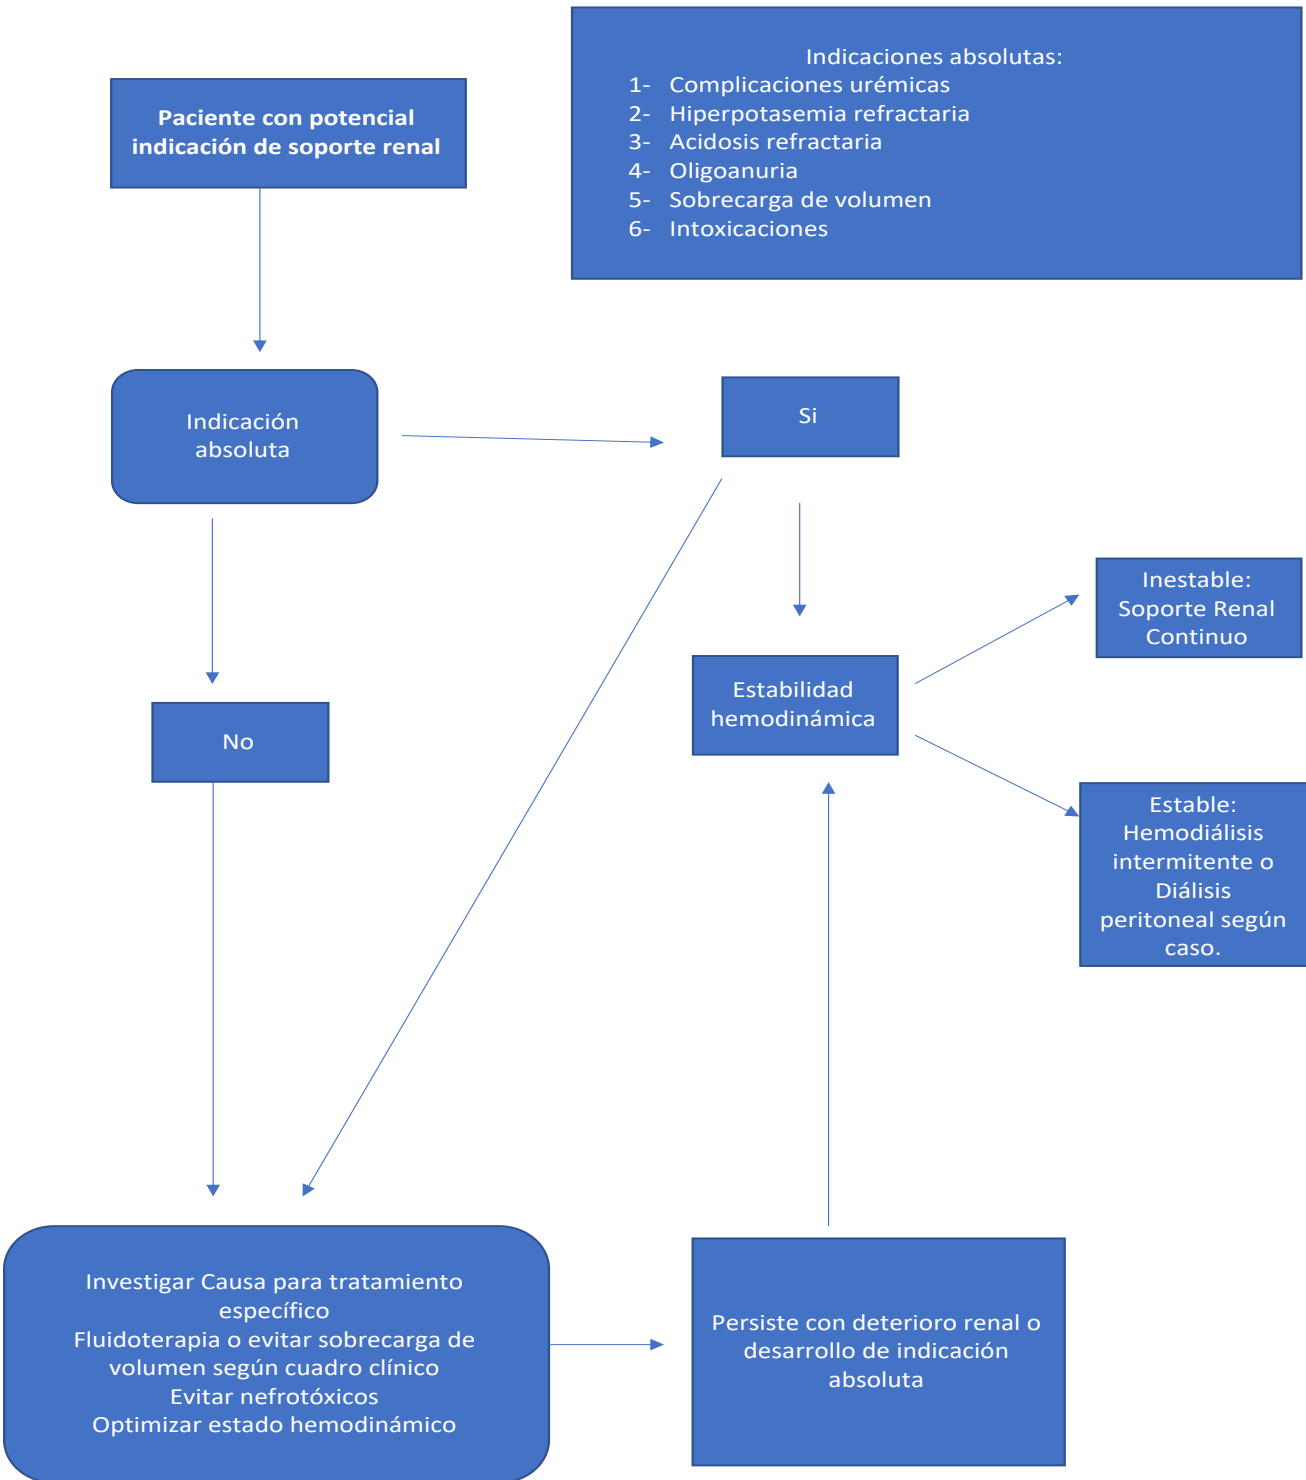 Indicaciones absolutas:
1- Complicaciones urémicas
2- Hiperpotasemia refractaria
3- Acidosis refractaria
4- Oligoanuria
5- Sobrecarga de volumen
6- Intoxicaciones
Paciente con potencial
indicación de soporte renal
Indicación
absoluta
Si
Inestable:
Soporte Renal
Continuo
Estabilidad
hemodinámica
No
Estable:
Hemodiálisis
intermitente o
Diálisis
peritoneal según
caso.
Investigar Causa para tratamiento
específico
Fluidoterapia o evitar sobrecarga de
volumen según cuadro clínico
Evitar nefrotóxicos
Optimizar estado hemodinámico
Persiste con deterioro renal o
desarrollo de indicación
absoluta